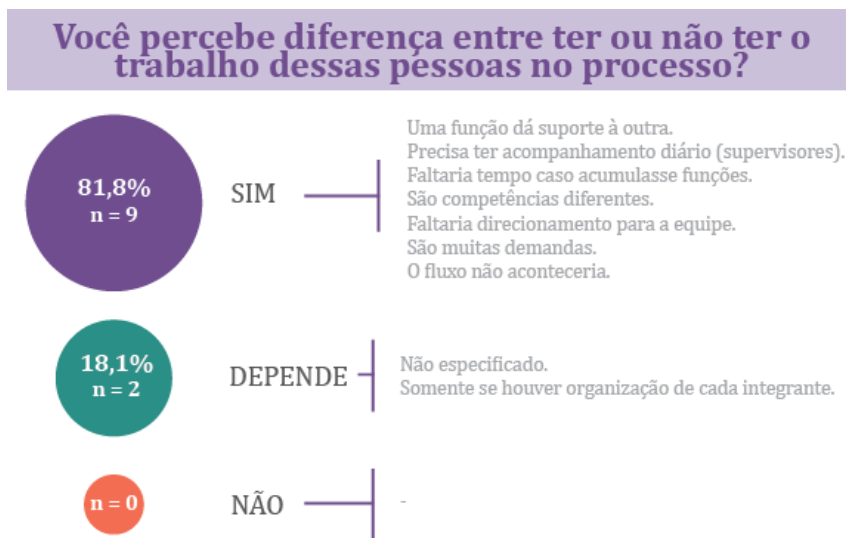 Você percebe diferença entre ter ou não ter o
trabalho dessas pessoas no processo?
81,8%
n = 9
SIM
Uma função dá suporte à outra.
Precisa ter acompanhamento diário (supervisores).
Faltaria tempo caso acumulasse funções.
São competências diferentes.
Faltaria direcionamento para a equipe.
São muitas demandas.
O fluxo não aconteceria.
18,1%
n = 2
DEPENDE
Não especificado.
Somente se houver organização de cada integrante.
n = 0
NÃO
-